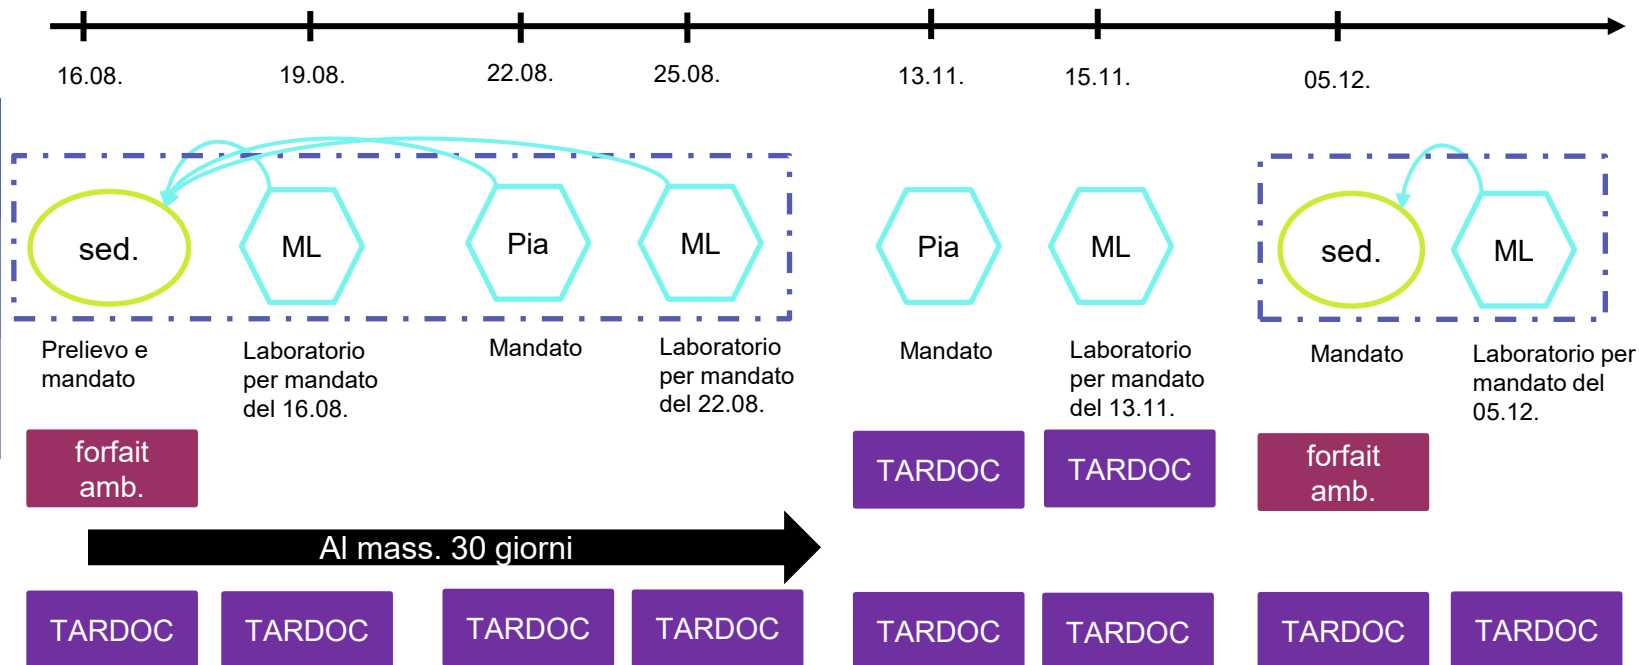 16.08.
19.08.
22.08.
25.08.
13.11.
15.11.
05.12.
sed.
ML
Pia
ML
Pia
ML
sed.
ML
Prelievo e
mandato
Laboratorio
per mandato
del 16.08.
Mandato
Laboratorio
per mandato
del 22.08.
Mandato
Laboratorio
per mandato
del 13.11.
Mandato
Laboratorio per
mandato del
05.12.
forfait
amb.
TARDOC
TARDOC
forfait
amb.
Al mass. 30 giorni
TARDOC
TARDOC
TARDOC
TARDOC
TARDOC
TARDOC
TARDOC
TARDOC